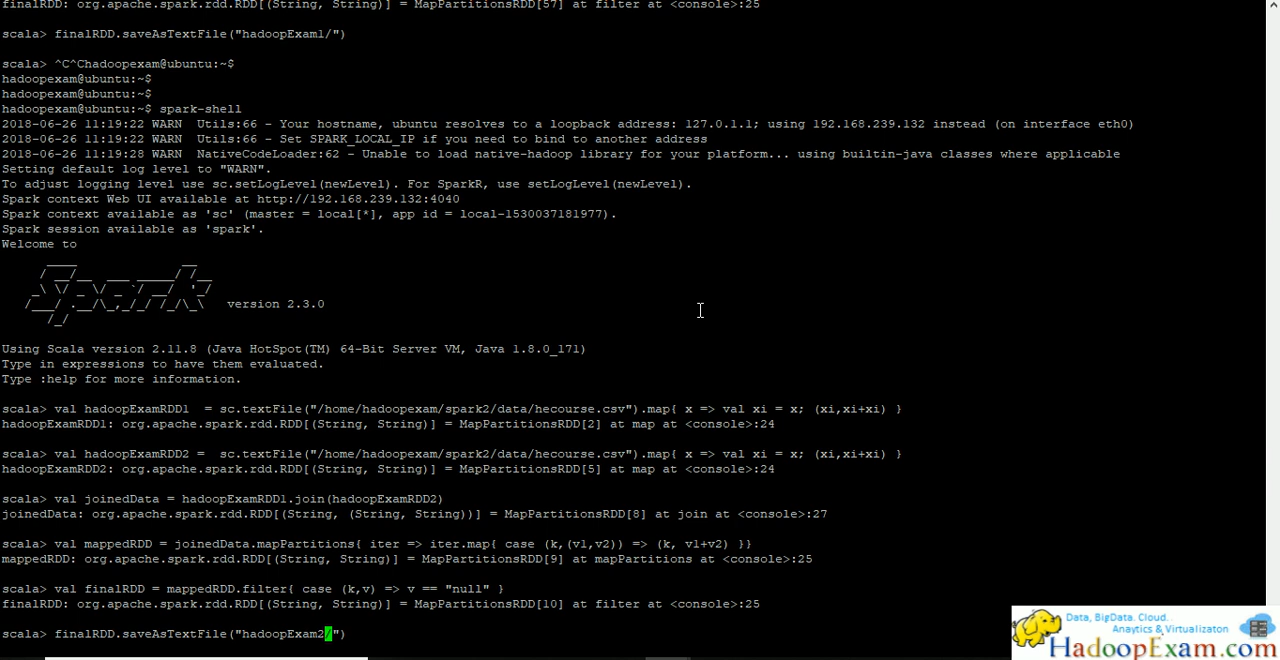 finalRDD: org.apache.spark.rdd.RDD[(String, String)] = MapPartitionsRDD[57] at filter at <console>:25
scala> finalRDD.saveAsTextFile("hadoopExam1/")
scala> ^C^Chadoopexam@ubuntu:~$
hadoopexam@ubuntu:~$
hadoopexam@ubuntu:~$
hadoopexam@ubuntu:~$ spark-shell
2018-06-26 11:19:22 WARN  Utils:66 - Your hostname, ubuntu resolves to a loopback address: 127.0.1.1; using 192.168.239.132 instead (on interface eth0)
2018-06-26 11:19:22 WARN  Utils:66 - Set SPARK_LOCAL_IP if you need to bind to another address
2018-06-26 11:19:28 WARN  NativeCodeLoader:62 - Unable to load native-hadoop library for your platform... using builtin-java classes where applicable
Setting default log level to "WARN".
To adjust logging level use sc.setLogLevel(newLevel). For SparkR, use setLogLevel(newLevel).
Spark context Web UI available at http://192.168.239.132:4040
Spark context available as 'sc' (master = local[*], app id = local-1530037181977).
Spark session available as 'spark'.
Welcome to
Spark version 2.3.0
Using Scala version 2.11.8 (Java HotSpot(TM) 64-Bit Server VM, Java 1.8.0_171)
Type in expressions to have them evaluated.
Type :help for more information.
scala> val hadoopExamRDD1  = sc.textFile("/home/hadoopexam/spark2/data/hecourse.csv").map{ x => val xi = x; (xi,xi+xi) }
hadoopExamRDD1: org.apache.spark.rdd.RDD[(String, String)] = MapPartitionsRDD[2] at map at <console>:24
scala> val hadoopExamRDD2 =  sc.textFile("/home/hadoopexam/spark2/data/hecourse.csv").map{ x => val xi = x; (xi,xi+xi) }
hadoopExamRDD2: org.apache.spark.rdd.RDD[(String, String)] = MapPartitionsRDD[5] at map at <console>:24
scala> val joinedData = hadoopExamRDD1.join(hadoopExamRDD2)
joinedData: org.apache.spark.rdd.RDD[(String, (String, String))] = MapPartitionsRDD[8] at join at <console>:27
scala> val mappedRDD = joinedData.mapPartitions{ iter => iter.map{ case (k,(v1,v2)) => (k, v1+v2) }}
mappedRDD: org.apache.spark.rdd.RDD[(String, String)] = MapPartitionsRDD[9] at mapPartitions at <console>:25
scala> val finalRDD = mappedRDD.filter{ case (k,v) => v == "null" }
finalRDD: org.apache.spark.rdd.RDD[(String, String)] = MapPartitionsRDD[10] at filter at <console>:25
scala> finalRDD.saveAsTextFile("hadoopExam2/")
Data, BigData. Cloud..
Anaytics & Virtualizaton
HadoopExam.com